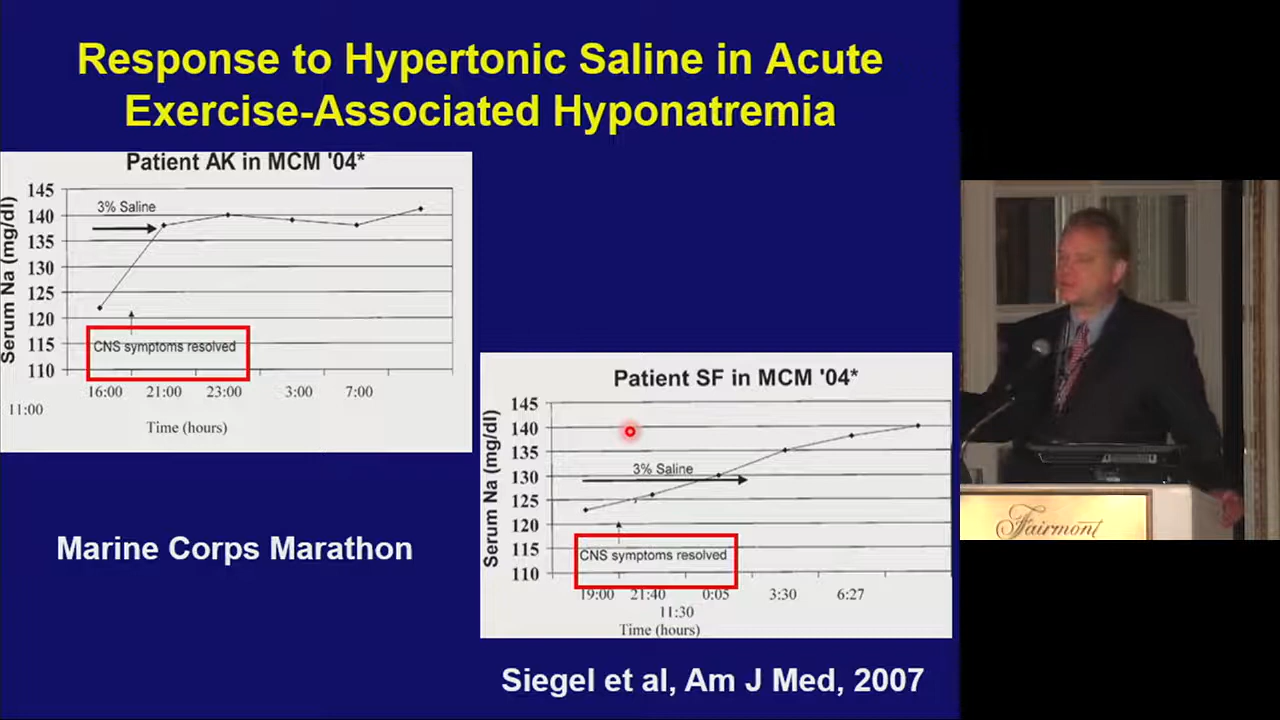 Response to Hypertonic Saline in Acute
Exercise-Associated Hyponatremia
Patient AK in MCM '04*
Serum Na (mg/dl)
145
140
135
130
125
120
115
110
3% Saline
CNS symptoms resolved
16:00 21:00 23:00 3:00 7:00
11:00
Time (hours)
Marine Corps Marathon
Patient SF in MCM '04*
Serum Na (mg/dl)
145
140
135
130
125
120
115
110
3% Saline
CNS symptoms resolved
19:00 21:40 0:05 3:30 6:27
11:30
Time (hours)
Siegel et al, Am J Med, 2007
Fairmont